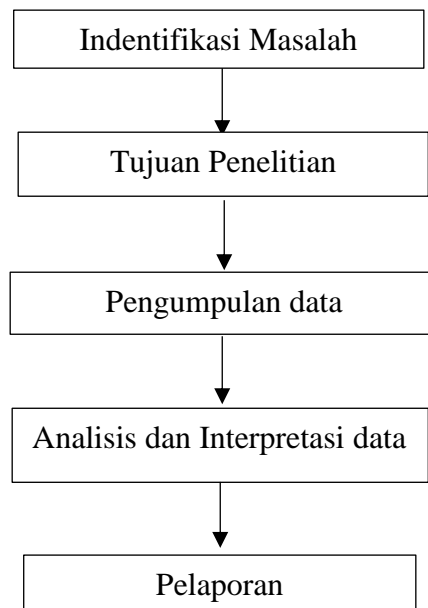 Indentifikasi Masalah
Tujuan Penelitian
Pengumpulan data
Analisis dan Interpretasi data
Pelaporan